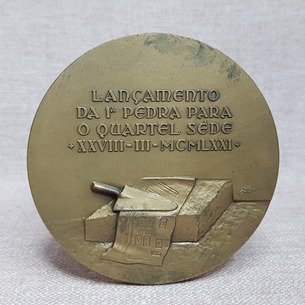 LANÇAMENTO
DA 1ª PEDRA PARA
O QUARTEL SÉDE
• XXVIII-III-MCMLXXI •